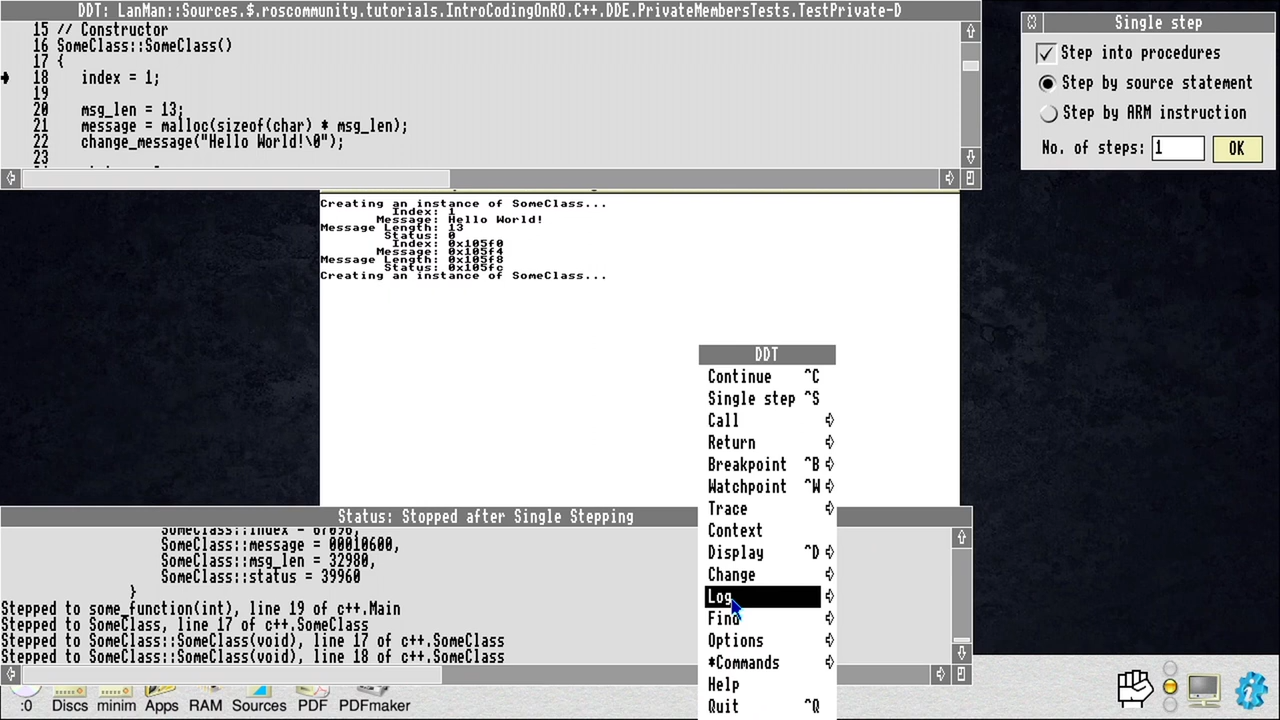 DDT: LanMan::Sources.$.roscommunity.tutorials.IntroCodingOnRO.C++.DDE.PrivateMembersTests.TestPrivate-D
15 // Constructor
16 SomeClass::SomeClass()
17 {
18 index = 1;
19
20 msg_len = 13;
21 message = malloc(sizeof(char) * msg_len);
22 change_message("Hello World!\0");
23
Single step
Step into procedures
Step by source statement
Step by ARM instruction
No. of steps: 1 OK
Creating an instance of SomeClass...
Index: 1
Message: Hello World!
Message Length: 13
Status: 0
Index: 0x105f0
Message: 0x105f4
Message Length: 0x105f8
Status: 0x105fc
Creating an instance of SomeClass...
DDT
Continue ^C
Single step ^S
Call
Return
Breakpoint ^B
Watchpoint ^W
Trace
Context
Display ^D
Change
Log
Find
Options
*Commands
Help
Quit ^Q
Status: Stopped after Single Stepping
SomeClass::index = 67096,
SomeClass::message = 00010600,
SomeClass::msg_len = 32980,
SomeClass::status = 39960
}
Stepped to some_function(int), line 19 of c++.Main
Stepped to SomeClass, line 17 of c++.SomeClass
Stepped to SomeClass::SomeClass(void), line 17 of c++.SomeClass
Stepped to SomeClass::SomeClass(void), line 18 of c++.SomeClass
:0 Discs minim Apps RAM Sources PDF PDFmaker